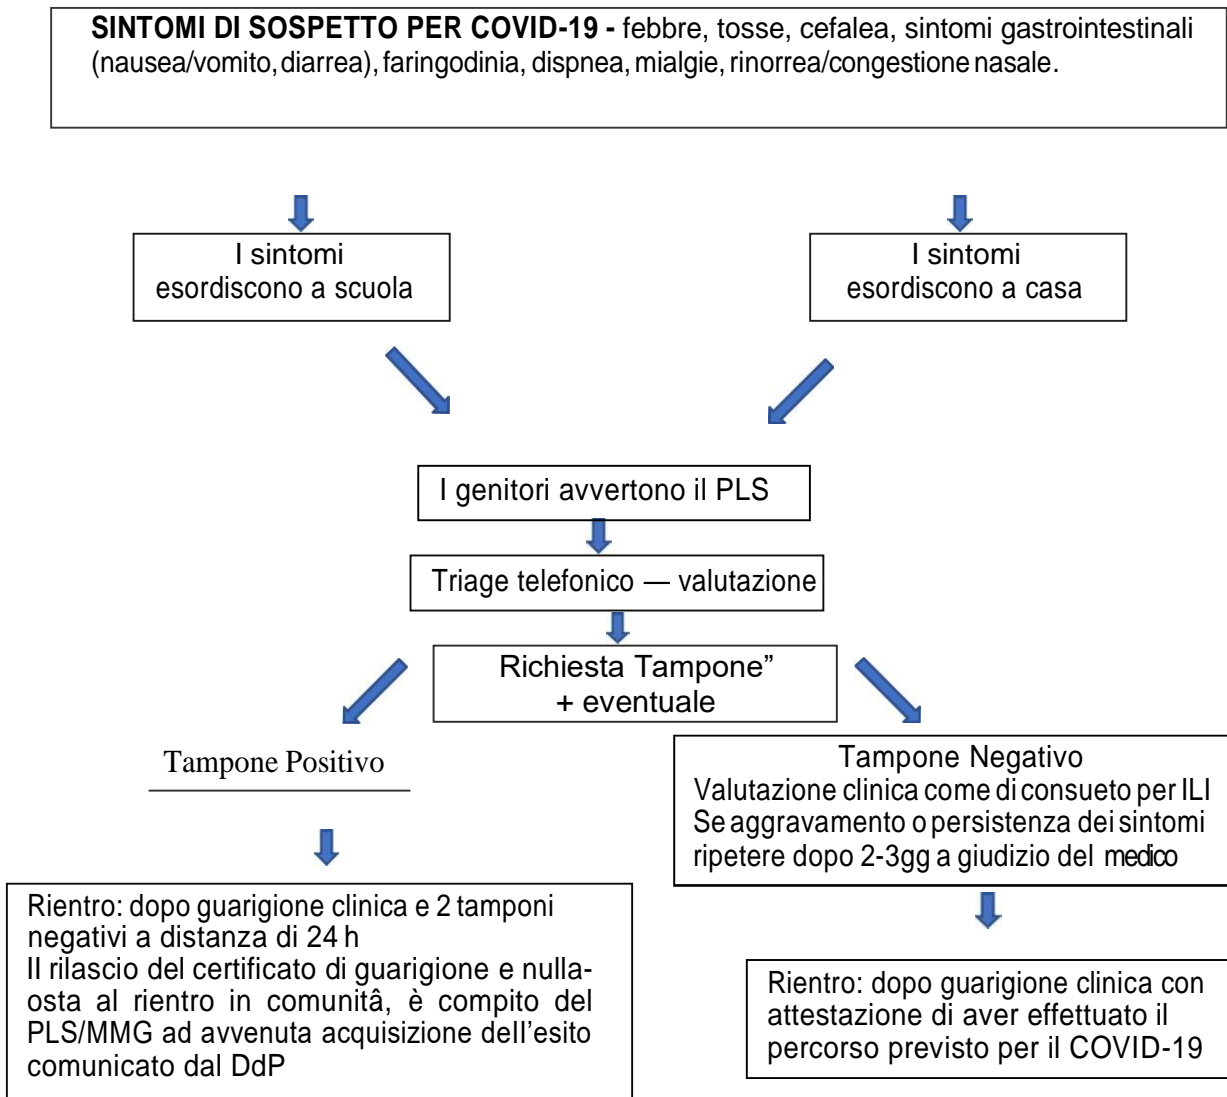 SINTOMI DI SOSPETTO PER COVID-19 - febbre, tosse, cefalea, sintomi gastrointestinali
(nausea/vomito, diarrea), faringodinia, dispnea, mialgie, rinorrea/congestione nasale.
I sintomi
esordiscono a scuola
I sintomi
esordiscono a casa
I genitori avvertono il PLS
Triage telefonico — valutazione
Richiesta Tampone”
+ eventuale
Tampone Positivo
Tampone Negativo
Valutazione clinica come di consueto per ILI
Se aggravamento o persistenza dei sintomi
ripetere dopo 2-3gg a giudizio del medico
Rientro: dopo guarigione clinica e 2 tamponi
negativi a distanza di 24 h
II rilascio del certificato di guarigione e nulla-
osta al rientro in comunitâ, è compito del
PLS/MMG ad avvenuta acquisizione dell'esito
comunicato dal DdP
Rientro: dopo guarigione clinica con
attestazione di aver effettuato il
percorso previsto per il COVID-19